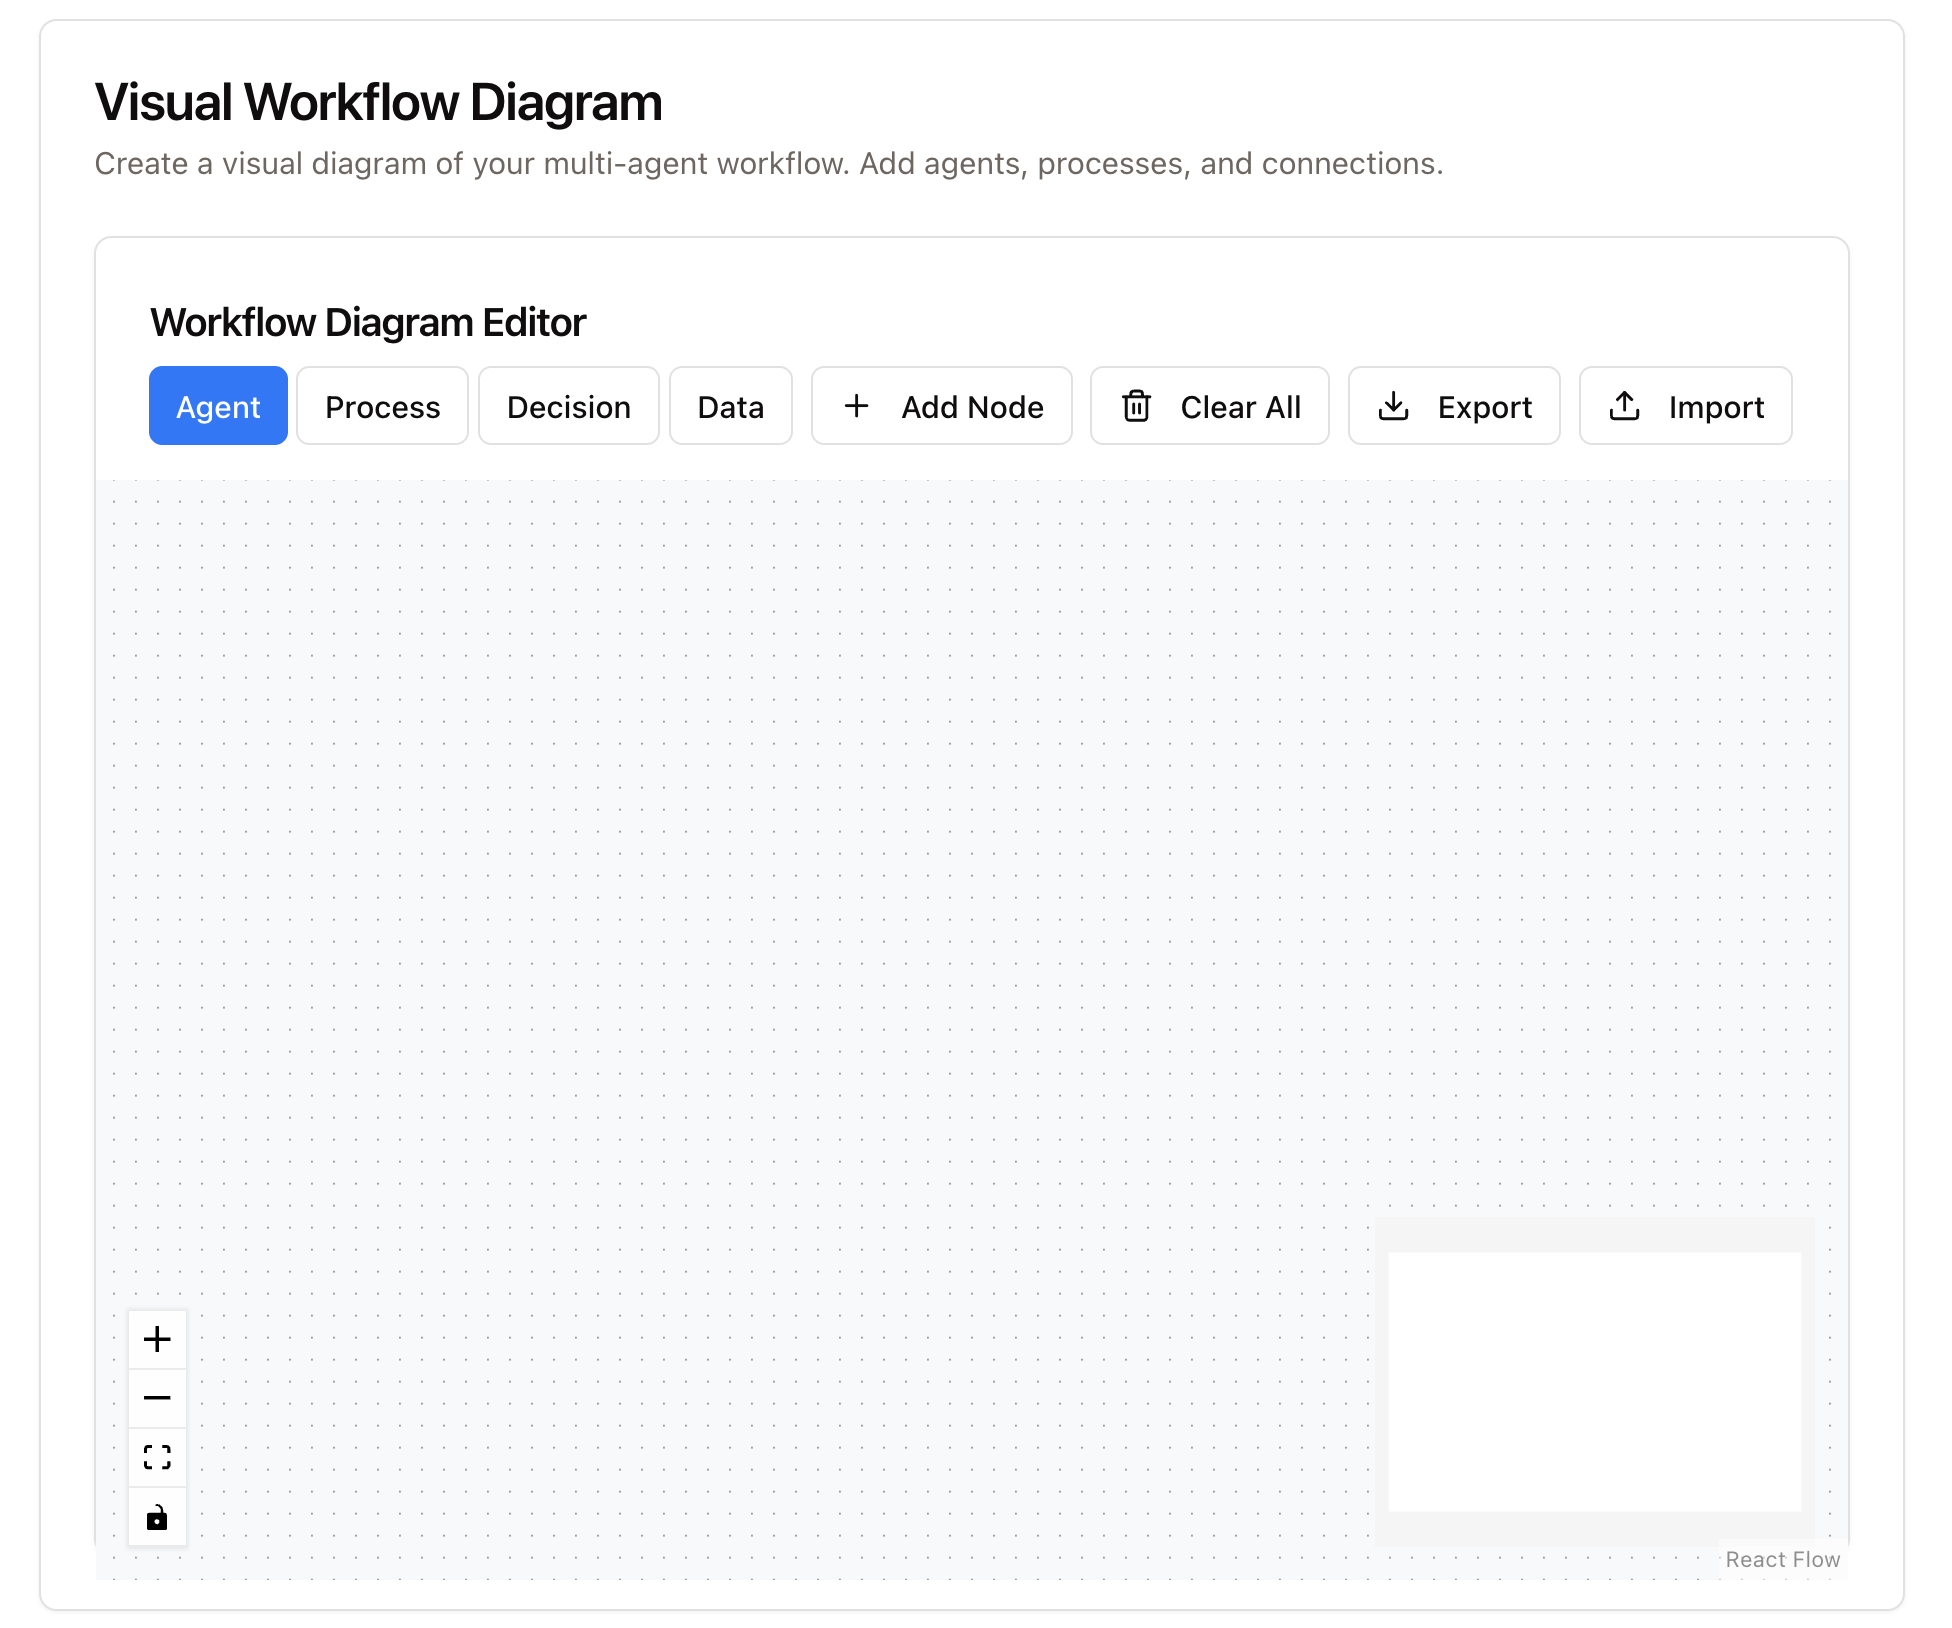 Visual Workflow Diagram
Create a visual diagram of your multi-agent workflow. Add agents, processes, and connections.
Workflow Diagram Editor
Agent Process Decision Data Add Node Clear All Export Import
React Flow